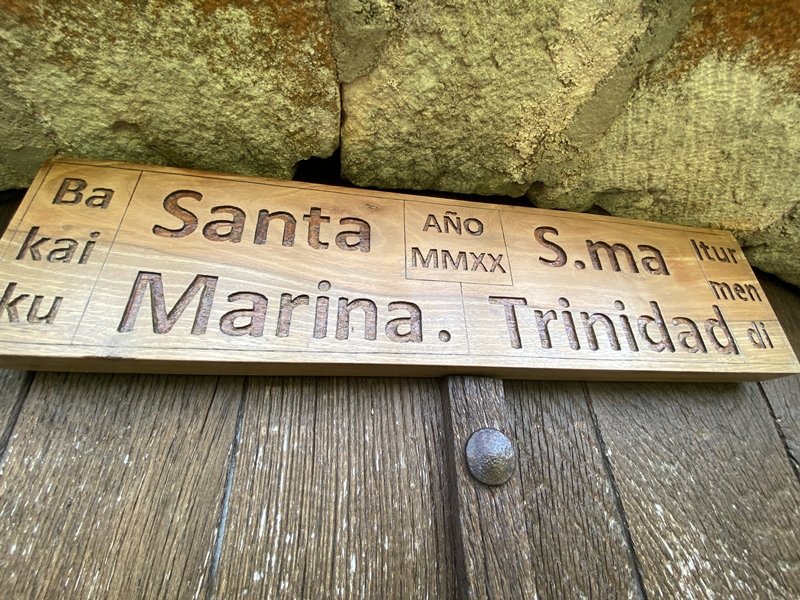 Ba
kai
ku
Santa
Marina.
AÑO
MMXX
S.ma
Trinidad
Itur
men
di